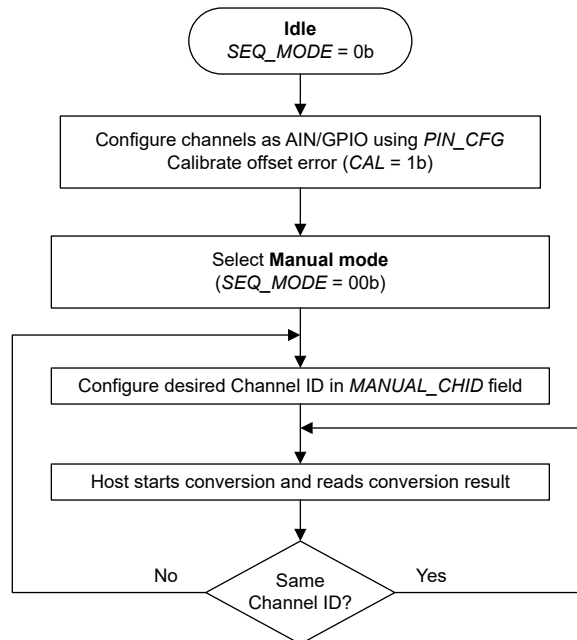 Idle
SEQ_MODE = 0b
Configure channels as AIN/GPIO using PIN_CFG
Calibrate offset error (CAL = 1b)
Select Manual mode
(SEQ_MODE = 00b)
Configure desired Channel ID in MANUAL_CHID field
Host starts conversion and reads conversion result
No
Same
Channel ID?
Yes